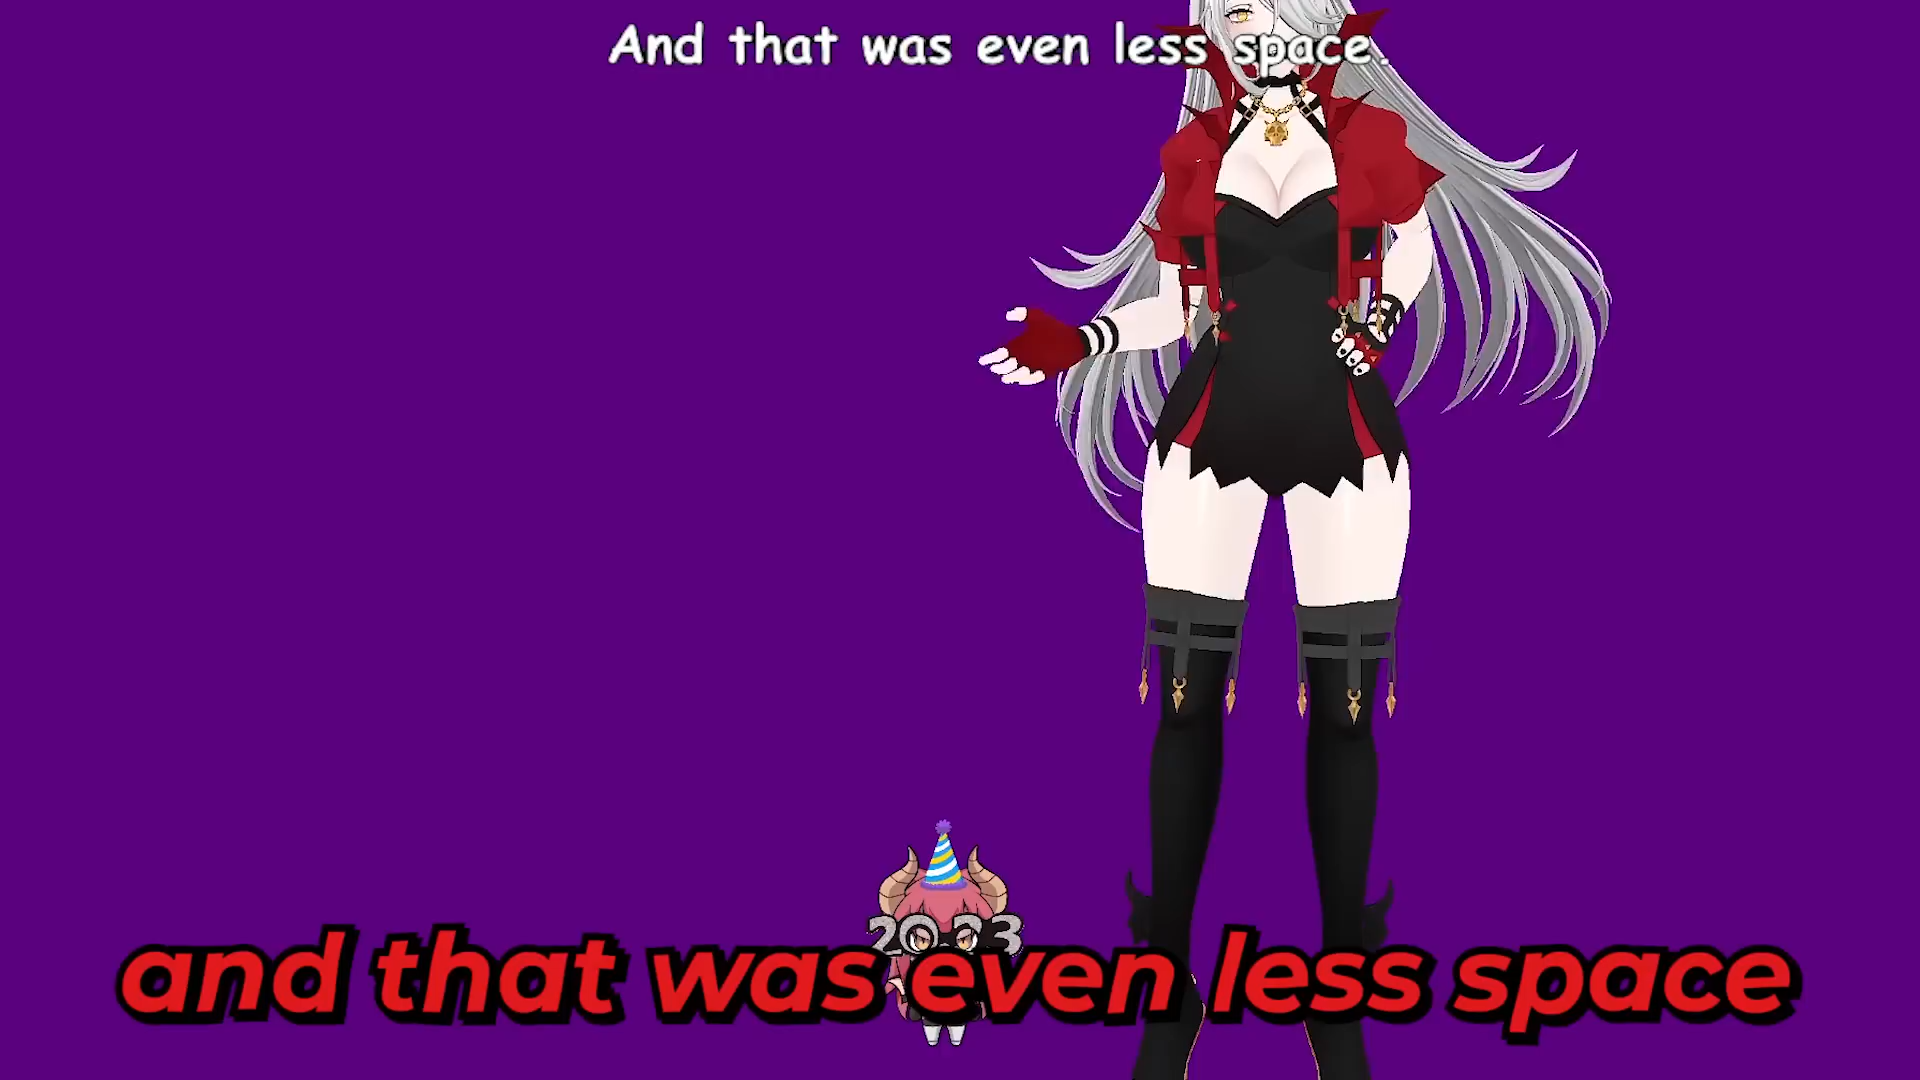 And that was even less space.
2023
and that was even less space